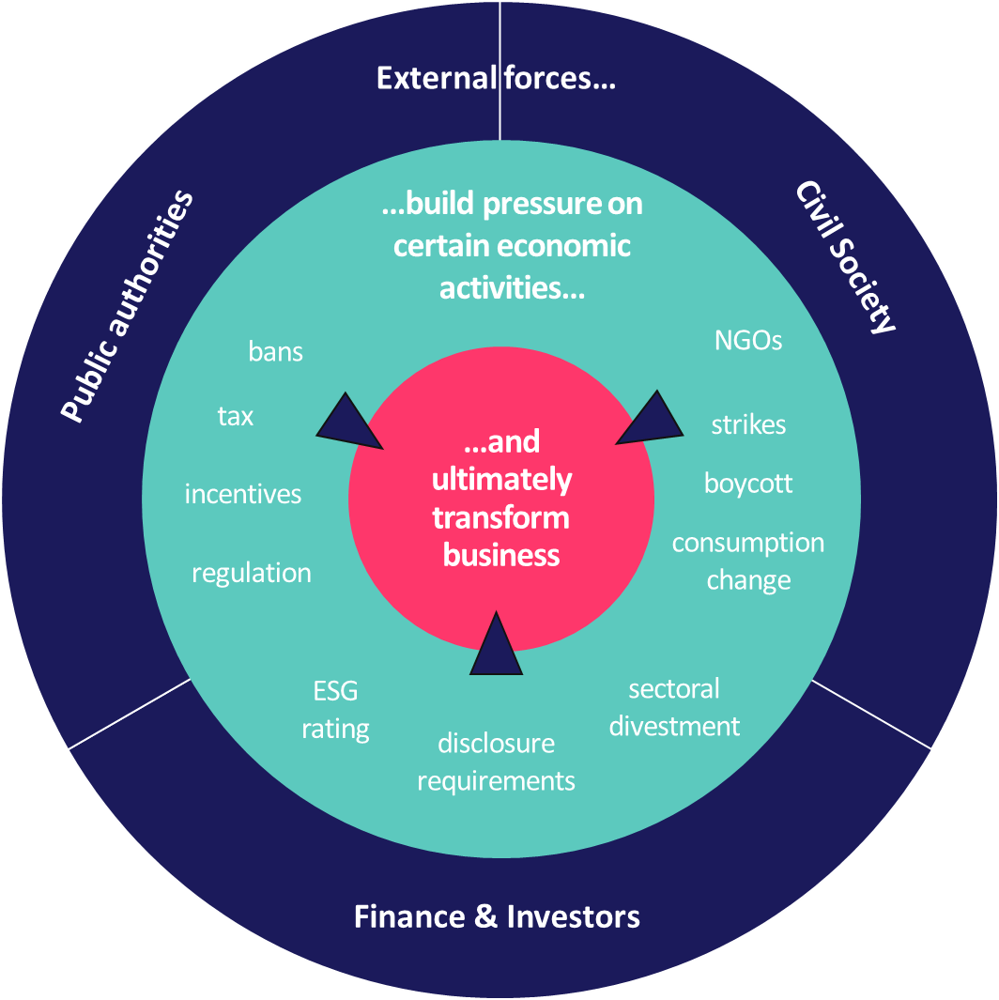 External forces...
Public authorities
Civil Society
...build pressure on
certain economic
activities...
bans
tax
incentives
regulation
NGOs
strikes
boycott
consumption
change
...and
ultimately
transform
business
ESG
rating
disclosure
requirements
sectoral
divestment
Finance & Investors